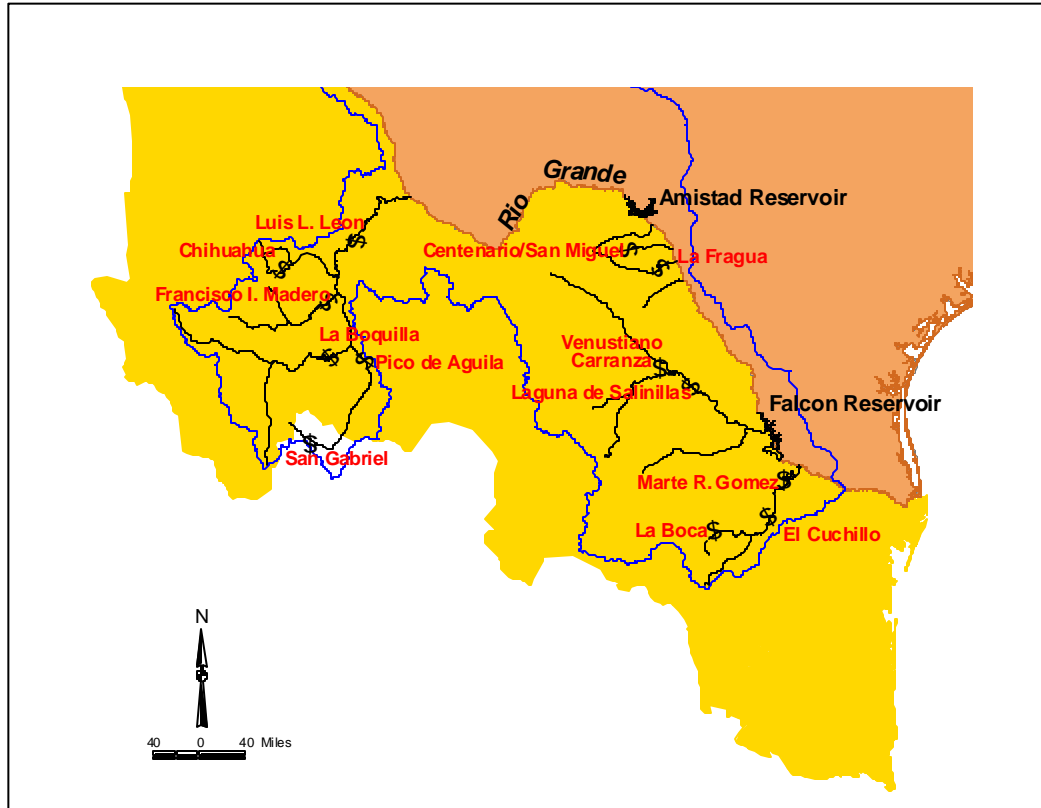 Grande
Rio
Amistad Reservoir
Luis L. Leon
Chihuahua
Centenario/San Miguel
La Fragua
Francisco I. Madero
La Boquilla
Pico de Aguila
Venustiano
Carranza
Laguna de Salinillas
Falcon Reservoir
San Gabriel
Marte R. Gomez
La Boca
El Cuchillo
N
40 0 40 Miles